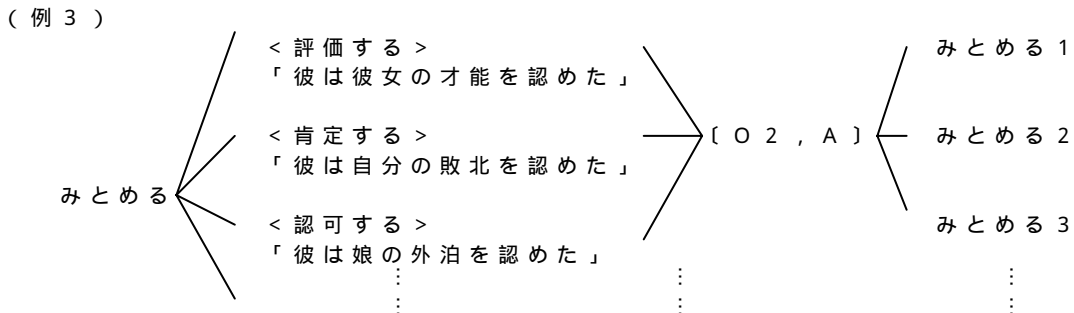 (例3)
<評価する> みとめる1
「彼は彼女の才能を認めた」
<肯定する> 〔O2,A〕 みとめる2
「彼は自分の敗北を認めた」
みとめる
<認可する> みとめる3
「彼は娘の外泊を認めた」
⋮ ⋮ ⋮